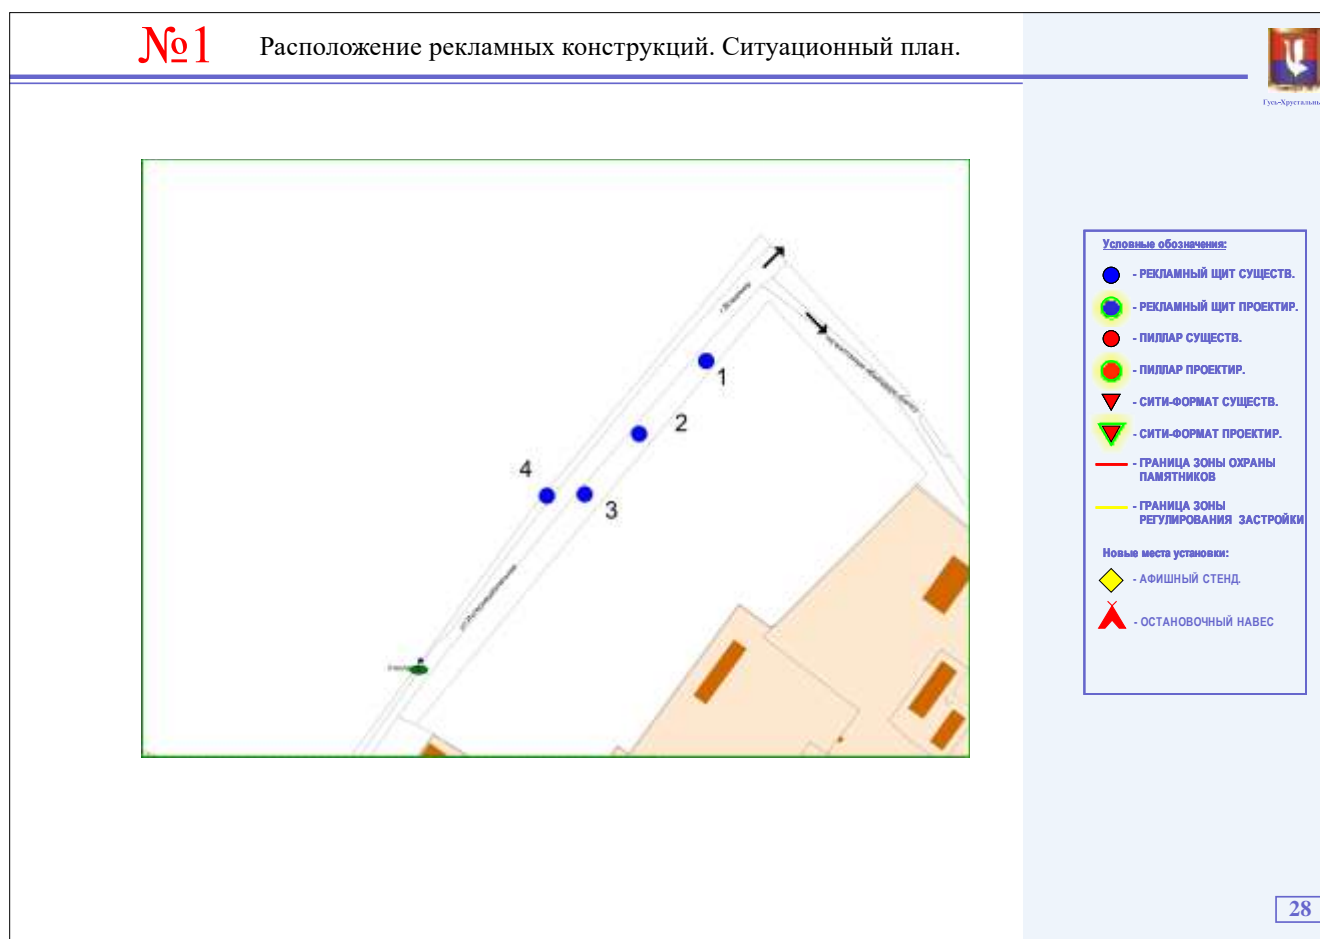 №1
Расположение рекламных конструкций. Ситуационный план.
Гусь-Хрустальны
1
2
4
3
Условные обозначения:
- РЕКЛАМНЫЙ ЩИТ СУЩЕСТВ.
- РЕКЛАМНЫЙ ЩИТ ПРОЕКТИР.
- ПИЛЛАР СУЩЕСТВ.
- ПИЛЛАР ПРОЕКТИР.
- СИТИ-ФОРМАТ СУЩЕСТВ.
- СИТИ-ФОРМАТ ПРОЕКТИР.
- ГРАНИЦА ЗОНЫ ОХРАНЫ
ПАМЯТНИКОВ
- ГРАНИЦА ЗОНЫ
РЕГУЛИРОВАНИЯ ЗАСТРОЙКИ
Новые места установки:
- АФИШНЫЙ СТЕНД.
- ОСТАНОВОЧНЫЙ НАВЕС
28